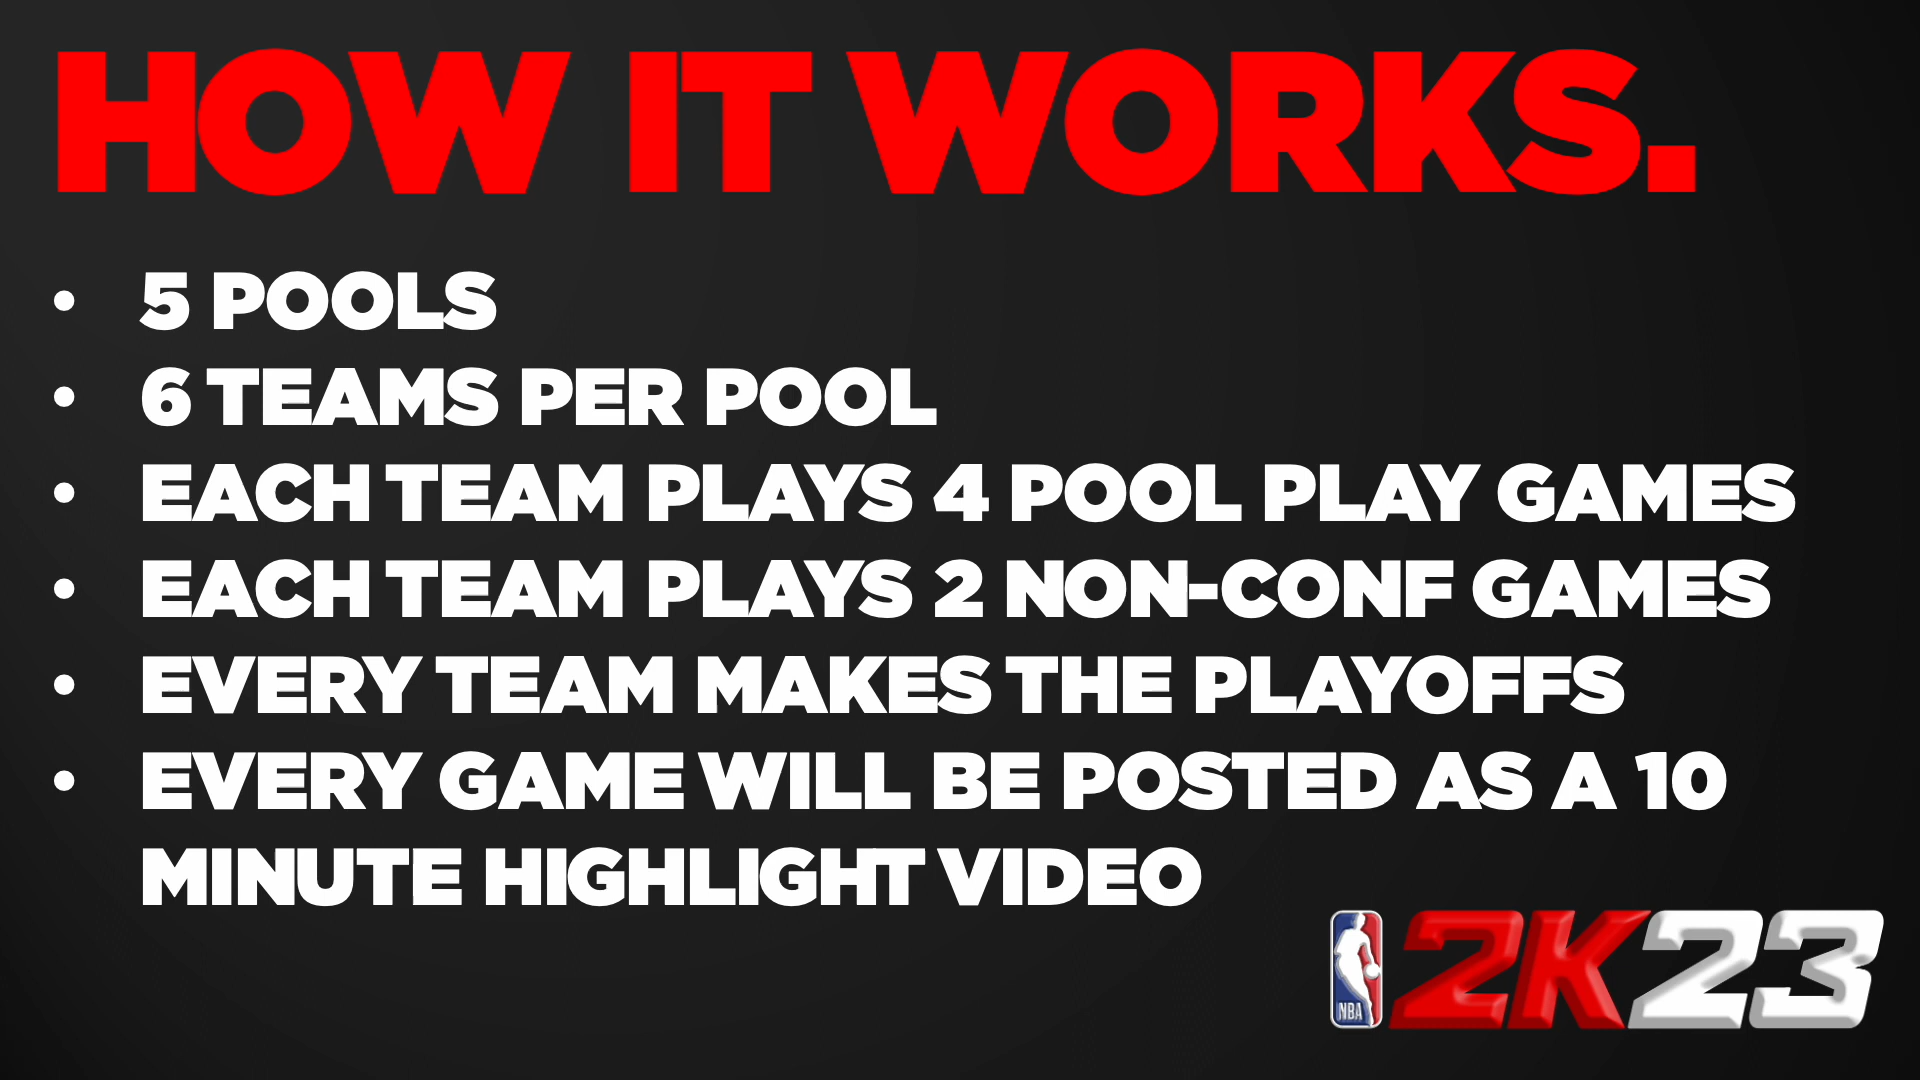 HOW IT WORKS.
• 5 POOLS
• 6 TEAMS PER POOL
• EACH TEAM PLAYS 4 POOL PLAY GAMES
• EACH TEAM PLAYS 2 NON-CONF GAMES
• EVERY TEAM MAKES THE PLAYOFFS
• EVERY GAME WILL BE POSTED AS A 10
MINUTE HIGHLIGHT VIDEO
NBA 2K23